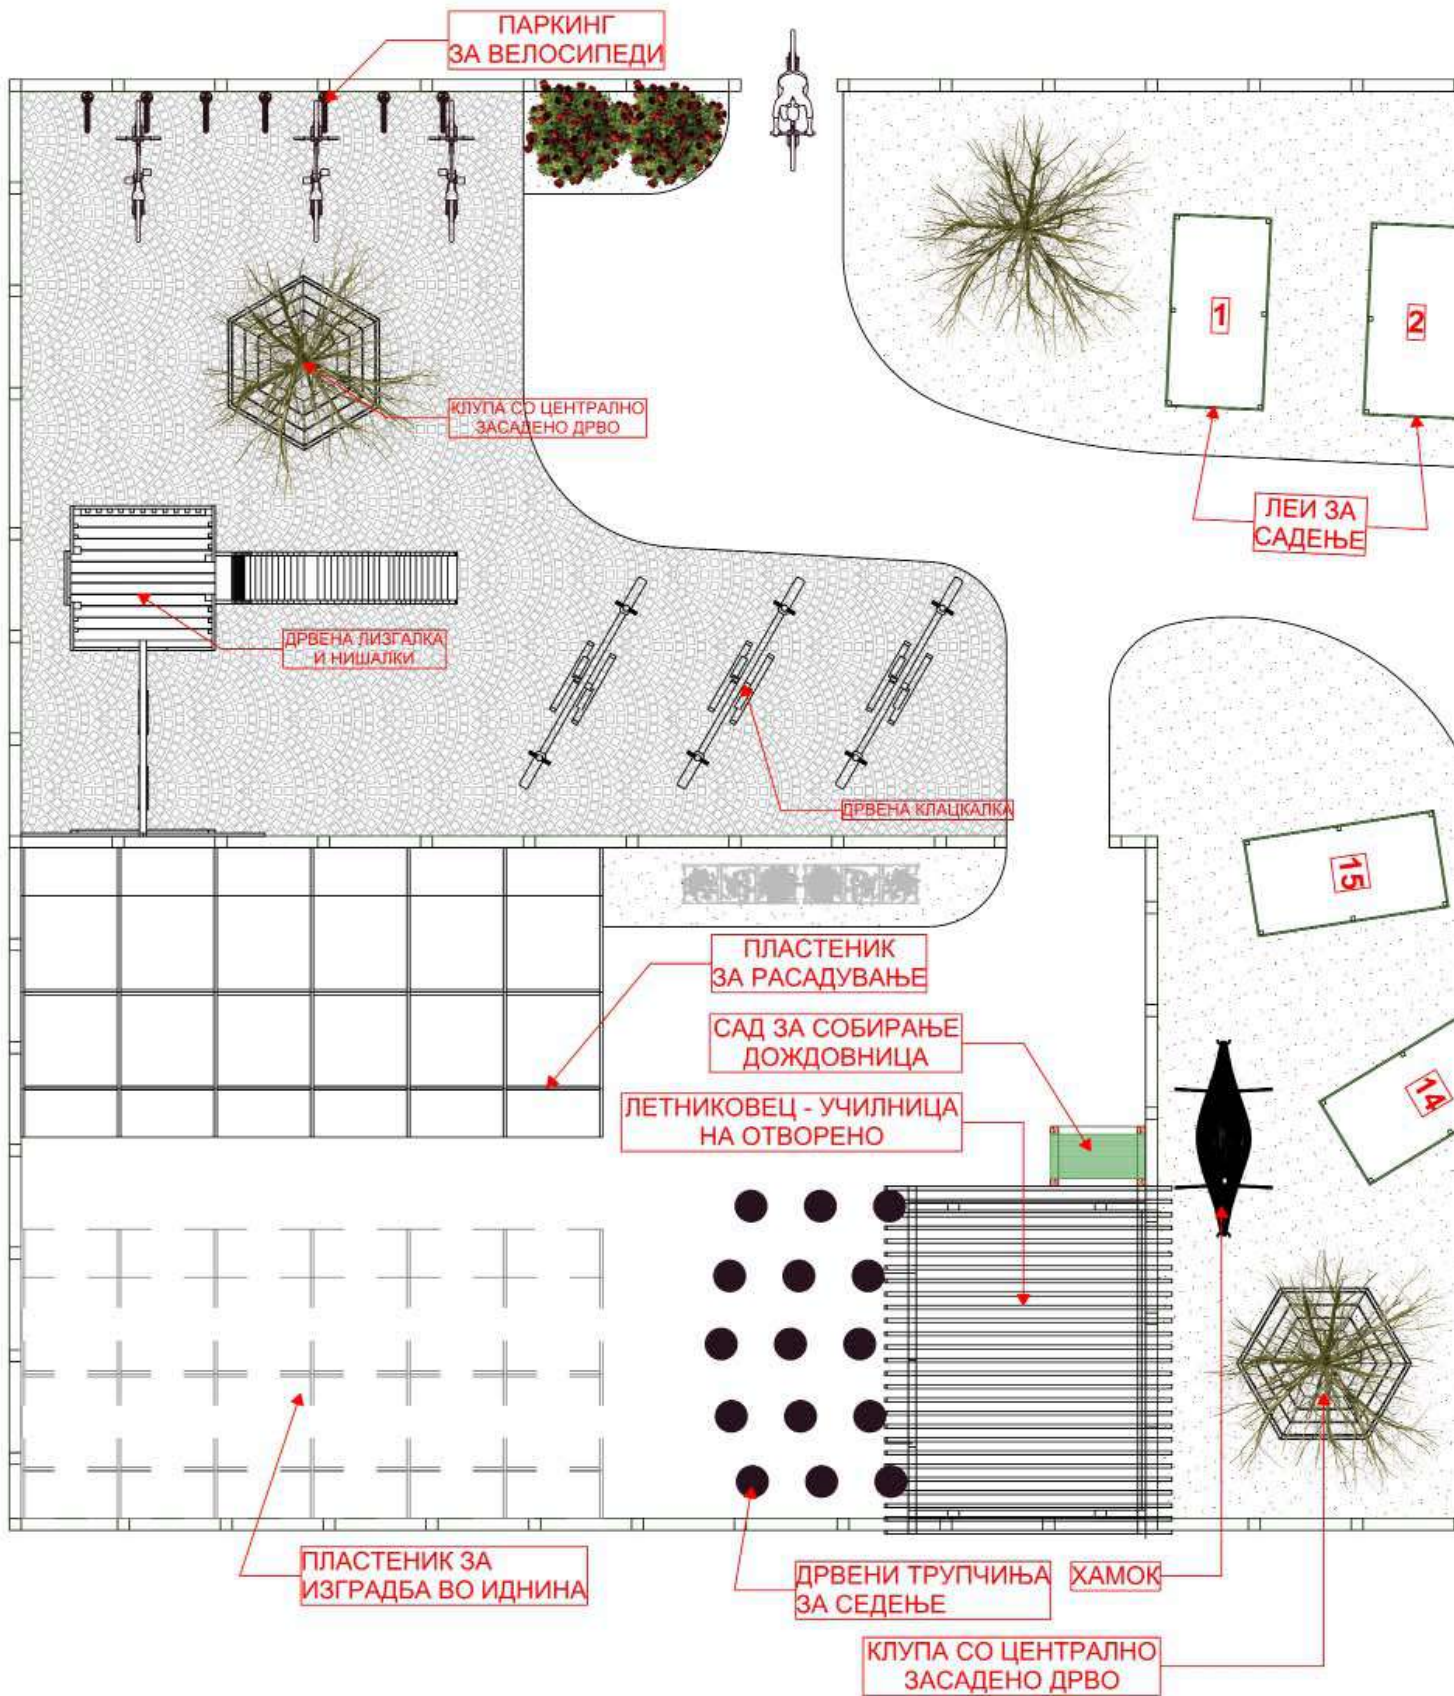 ПАРКИНГ
ЗА ВЕЛОСИПЕДИ
1
2
КЛУПА СО ЦЕНТРАЛНО
ЗАСАДЕНО ДРВО
ЛЕИ ЗА
САДЕЊЕ
ДРВЕНА ЛИЗГАЛКА
И НИШАЛКИ
ДРВЕНА КЛАЦКАЛКА
15
ПЛАСТЕНИК
ЗА РАСАДУВАЊЕ
САД ЗА СОБИРАЊЕ
ДОЖДОВНИЦА
14
ЛЕТНИКОВЕЦ - УЧИЛНИЦА
НА ОТВОРЕНО
ПЛАСТЕНИК ЗА
ИЗГРАДБА ВО ИДНИНА
ДРВЕНИ ТРУПЧИЊА
ЗА СЕДЕЊЕ
ХАМОК
КЛУПА СО ЦЕНТРАЛНО
ЗАСАДЕНО ДРВО